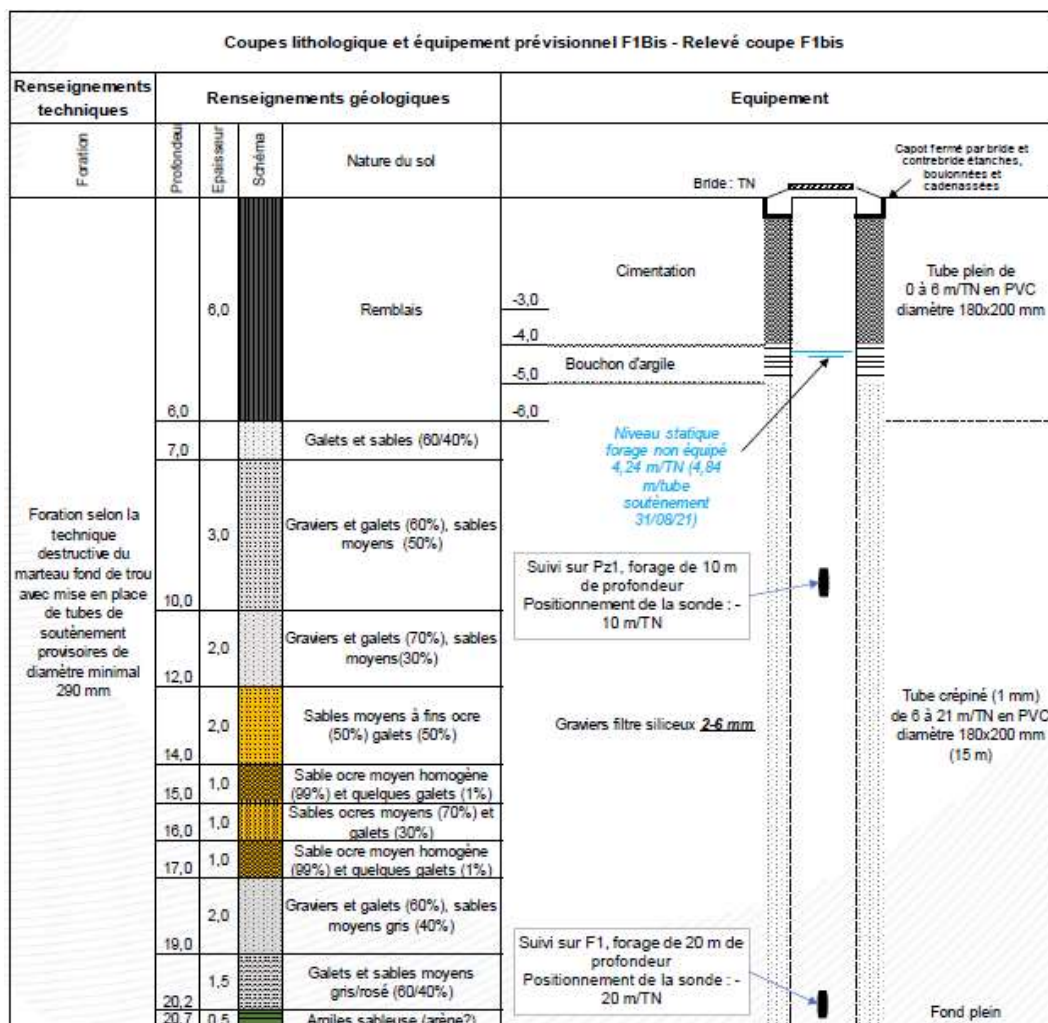 Coupes lithologique et équipement prévisionnel F1Bis - Relevé coupe F1bis
Renseignements
techniques
Renseignements géologiques
Equipement
Foration
Profondeur
Epaisseur
Schéma
Nature du sol
Bride : TN
Capot fermé par bride et
contrebride étanches,
boulonnées et
cadenassées
Foration selon la
technique
destructive du
marteau fond de trou
avec mise en place
de tubes de
soutènement
provisoires de
diamètre minimal
290 mm
6,0
6,0
Remblais
7,0
Galets et sables (60/40%)
10,0
3,0
Graviers et galets (60%), sables
moyens (50%)
12,0
2,0
Graviers et galets (70%), sables
moyens(30%)
14,0
2,0
Sables moyens à fins ocre
(50%) galets (50%)
15,0
1,0
Sable ocre moyen homogène
(99%) et quelques galets (1%)
16,0
1,0
Sables ocres moyens (70%) et
galets (30%)
17,0
1,0
Sable ocre moyen homogène
(99%) et quelques galets (1%)
19,0
2,0
Graviers et galets (60%), sables
moyens gris (40%)
20,2
1,5
Galets et sables moyens
gris/rosé (60/40%)
20,7
0,5
Argiles sableuse (arène?)
Cimentation
-3,0
-4,0
Bouchon d'argile
-5,0
-6,0
Niveau statique
forage non équipé
4,24 m/TN (4,84
m/tube
soutènement
31/08/21)
Suivi sur Pz1, forage de 10 m
de profondeur
Positionnement de la sonde : -
10 m/TN
Graviers filtre siliceux 2-6 mm
Suivi sur F1, forage de 20 m de
profondeur
Positionnement de la sonde : -
20 m/TN
Tube plein de
0 à 6 m/TN en PVC
diamètre 180x200 mm
Tube crépiné (1 mm)
de 6 à 21 m/TN en PVC
diamètre 180x200 mm
(15 m)
Fond plein